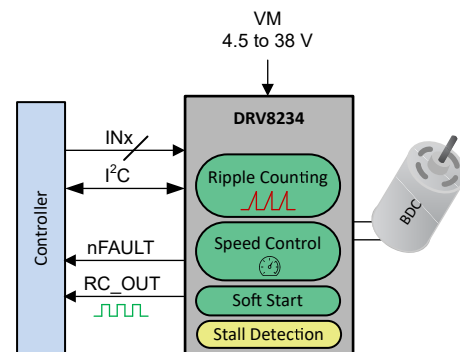 VM
4.5 to 38 V
DRV8234
Controller
INx
I²C
nFAULT
RC_OUT
Ripple Counting
Speed Control
Soft Start
Stall Detection
BDC